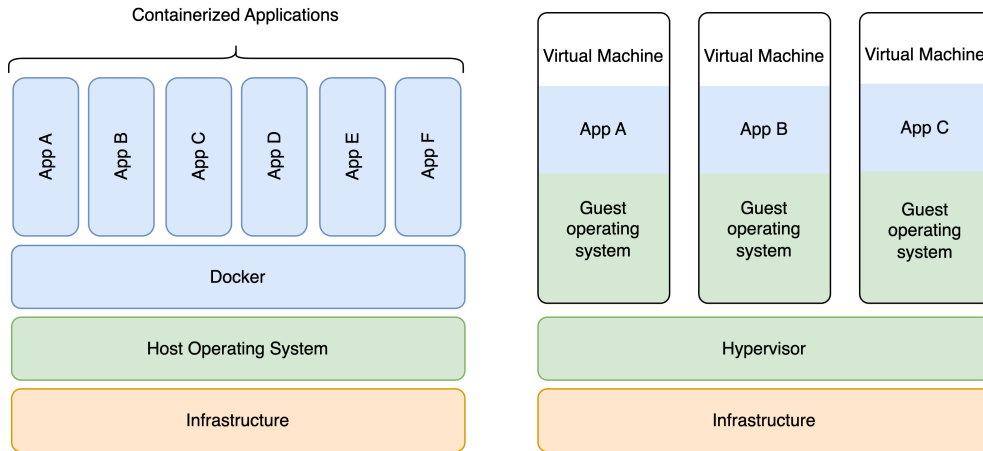 Containerized Applications
App A
App B
App C
App D
App E
App F
Docker
Host Operating System
Infrastructure
Virtual Machine
App A
Guest
operating
system
Virtual Machine
App B
Guest
operating
system
Virtual Machine
App C
Guest
operating
system
Hypervisor
Infrastructure